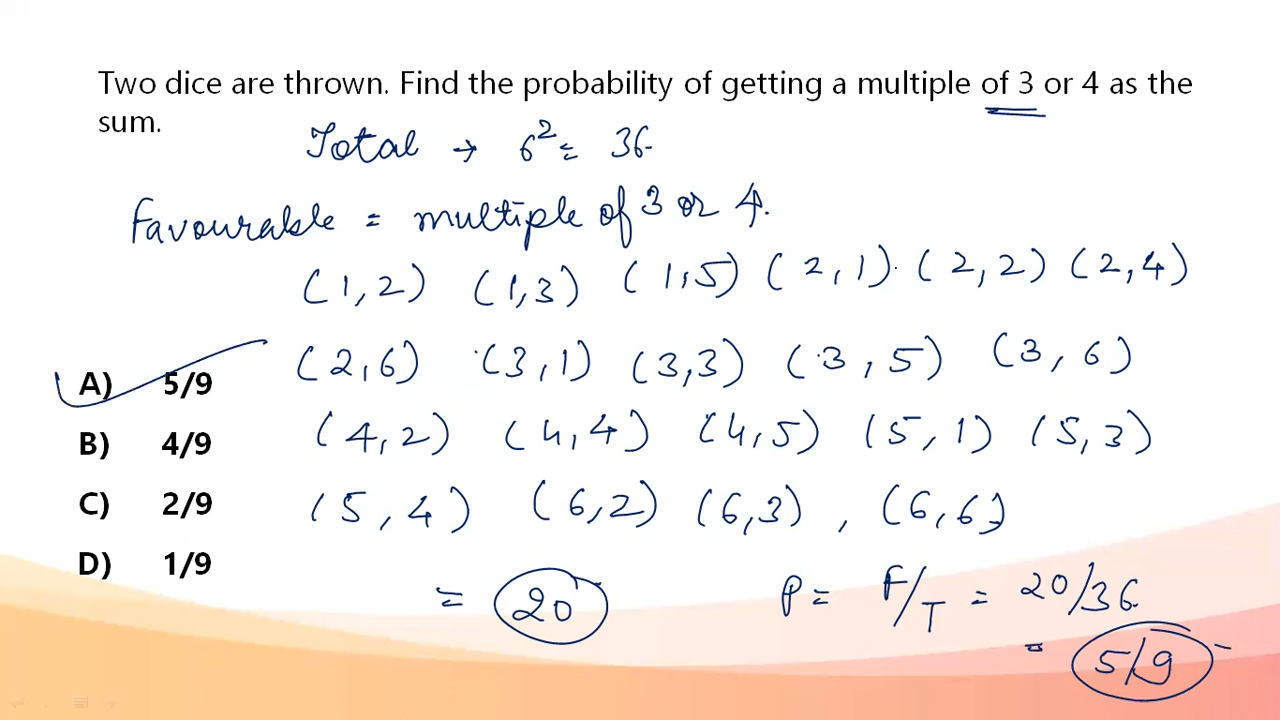 Two dice are thrown. Find the probability of getting a multiple of 3 or 4 as the
sum.
Total → 6² = 36
Favourable = multiple of 3 or 4.
(1,2) (1,3) (1,5) (2,1) (2,2) (2,4)
(2,6) (3,1) (3,3) (3,5) (3,6)
A) 5/9
(4,2) (4,4) (4,5) (5,1) (5,3)
B) 4/9
(5,4) (6,2) (6,3), (6,6)
C) 2/9
D) 1/9
= 20 P = F/T = 20/36
= 5/9